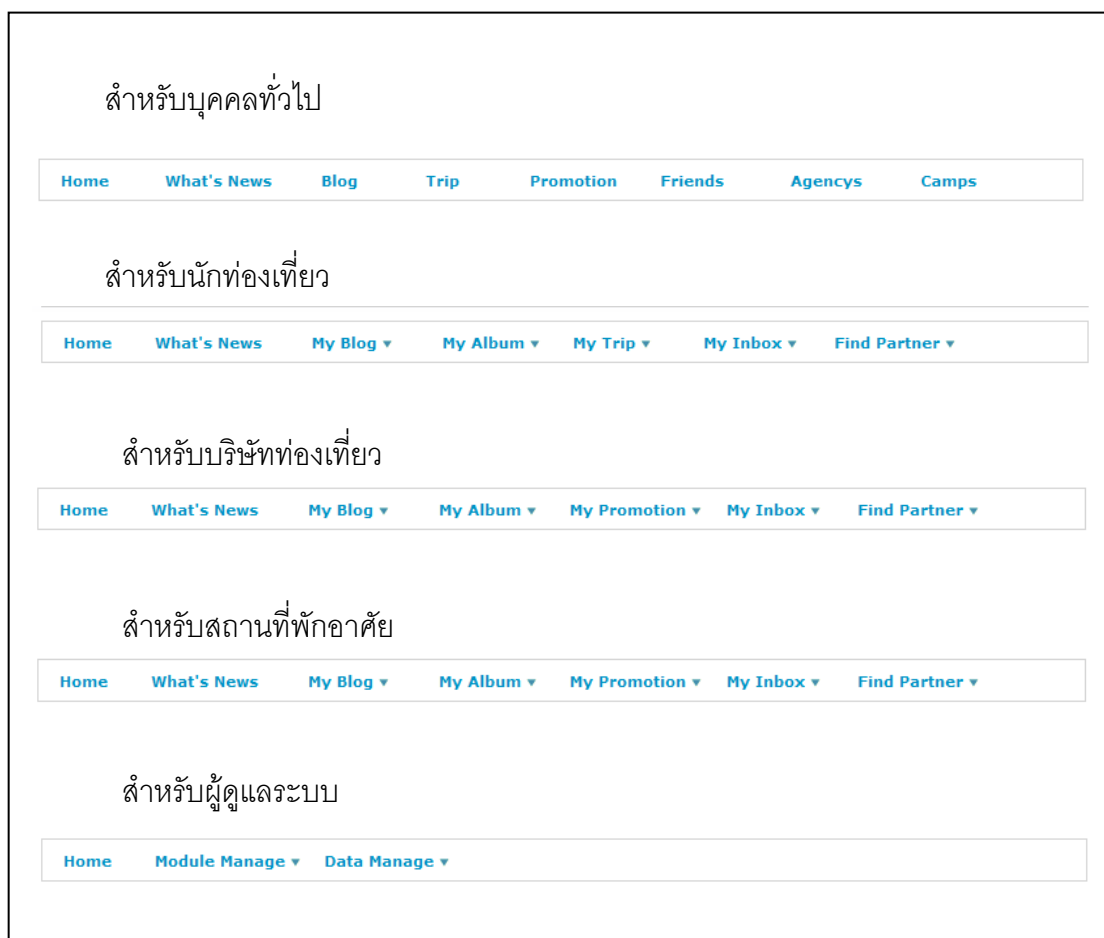 สำหรับบุคคลทั่วไป
Home What's News Blog Trip Promotion Friends Agencys Camps
สำหรับนักท่องเที่ยว
Home What's News My Blog ▾ My Album ▾ My Trip ▾ My Inbox ▾ Find Partner ▾
สำหรับบริษัทท่องเที่ยว
Home What's News My Blog ▾ My Album ▾ My Promotion ▾ My Inbox ▾ Find Partner ▾
สำหรับสถานที่พักอาศัย
Home What's News My Blog ▾ My Album ▾ My Promotion ▾ My Inbox ▾ Find Partner ▾
สำหรับผู้ดูแลระบบ
Home Module Manage ▾ Data Manage ▾